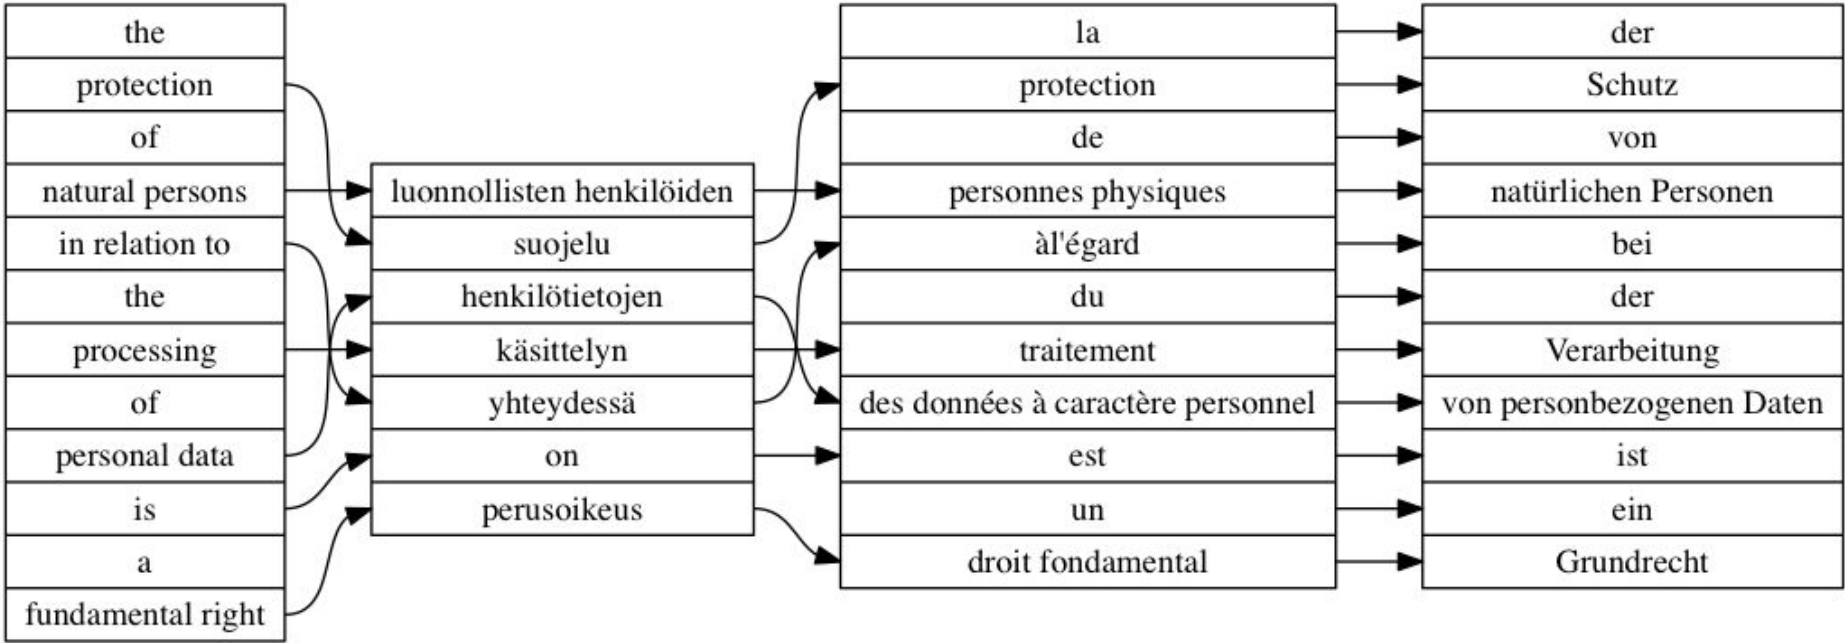 the
protection
of
natural persons
in relation to
the
processing
of
personal data
is
a
fundamental right
luonnollisten henkilöiden
suojelu
henkilötietojen
käsittelyn
yhteydessä
on
perusoikeus
la
protection
de
personnes physiques
àl'égard
du
traitement
des données à caractère personnel
est
un
droit fondamental
der
Schutz
von
natürlichen Personen
bei
der
Verarbeitung
von personbezogenen Daten
ist
ein
Grundrecht